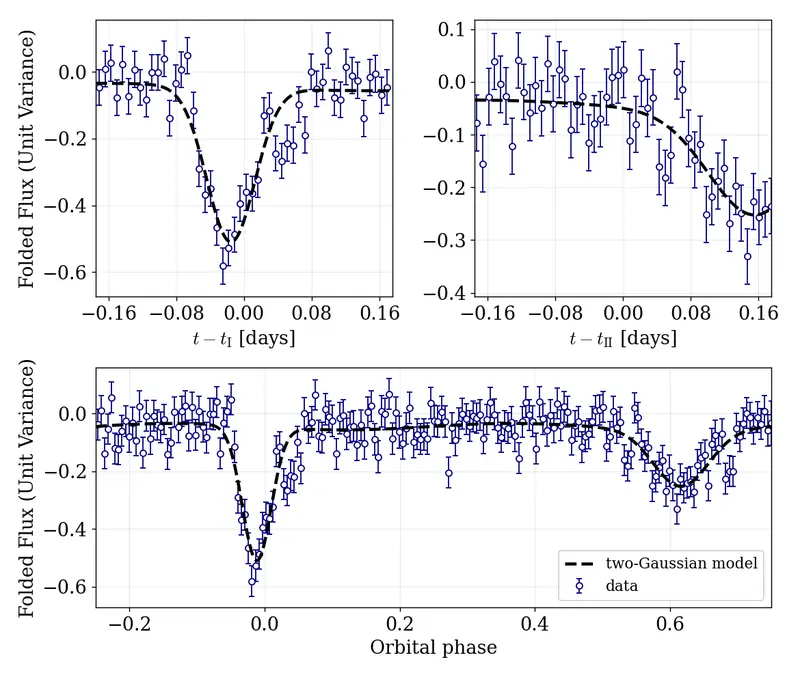 Folded Flux (Unit Variance)
0.0
−0.2
−0.4
−0.6
−0.16 −0.08 0.00 0.08 0.16
t − t_I [days]
0.1
0.0
−0.1
−0.2
−0.3
−0.4
−0.16 −0.08 0.00 0.08 0.16
t − t_II [days]
Folded Flux (Unit Variance)
0.0
−0.2
−0.4
−0.6
−0.2 0.0 0.2 0.4 0.6
Orbital phase
two-Gaussian model
data